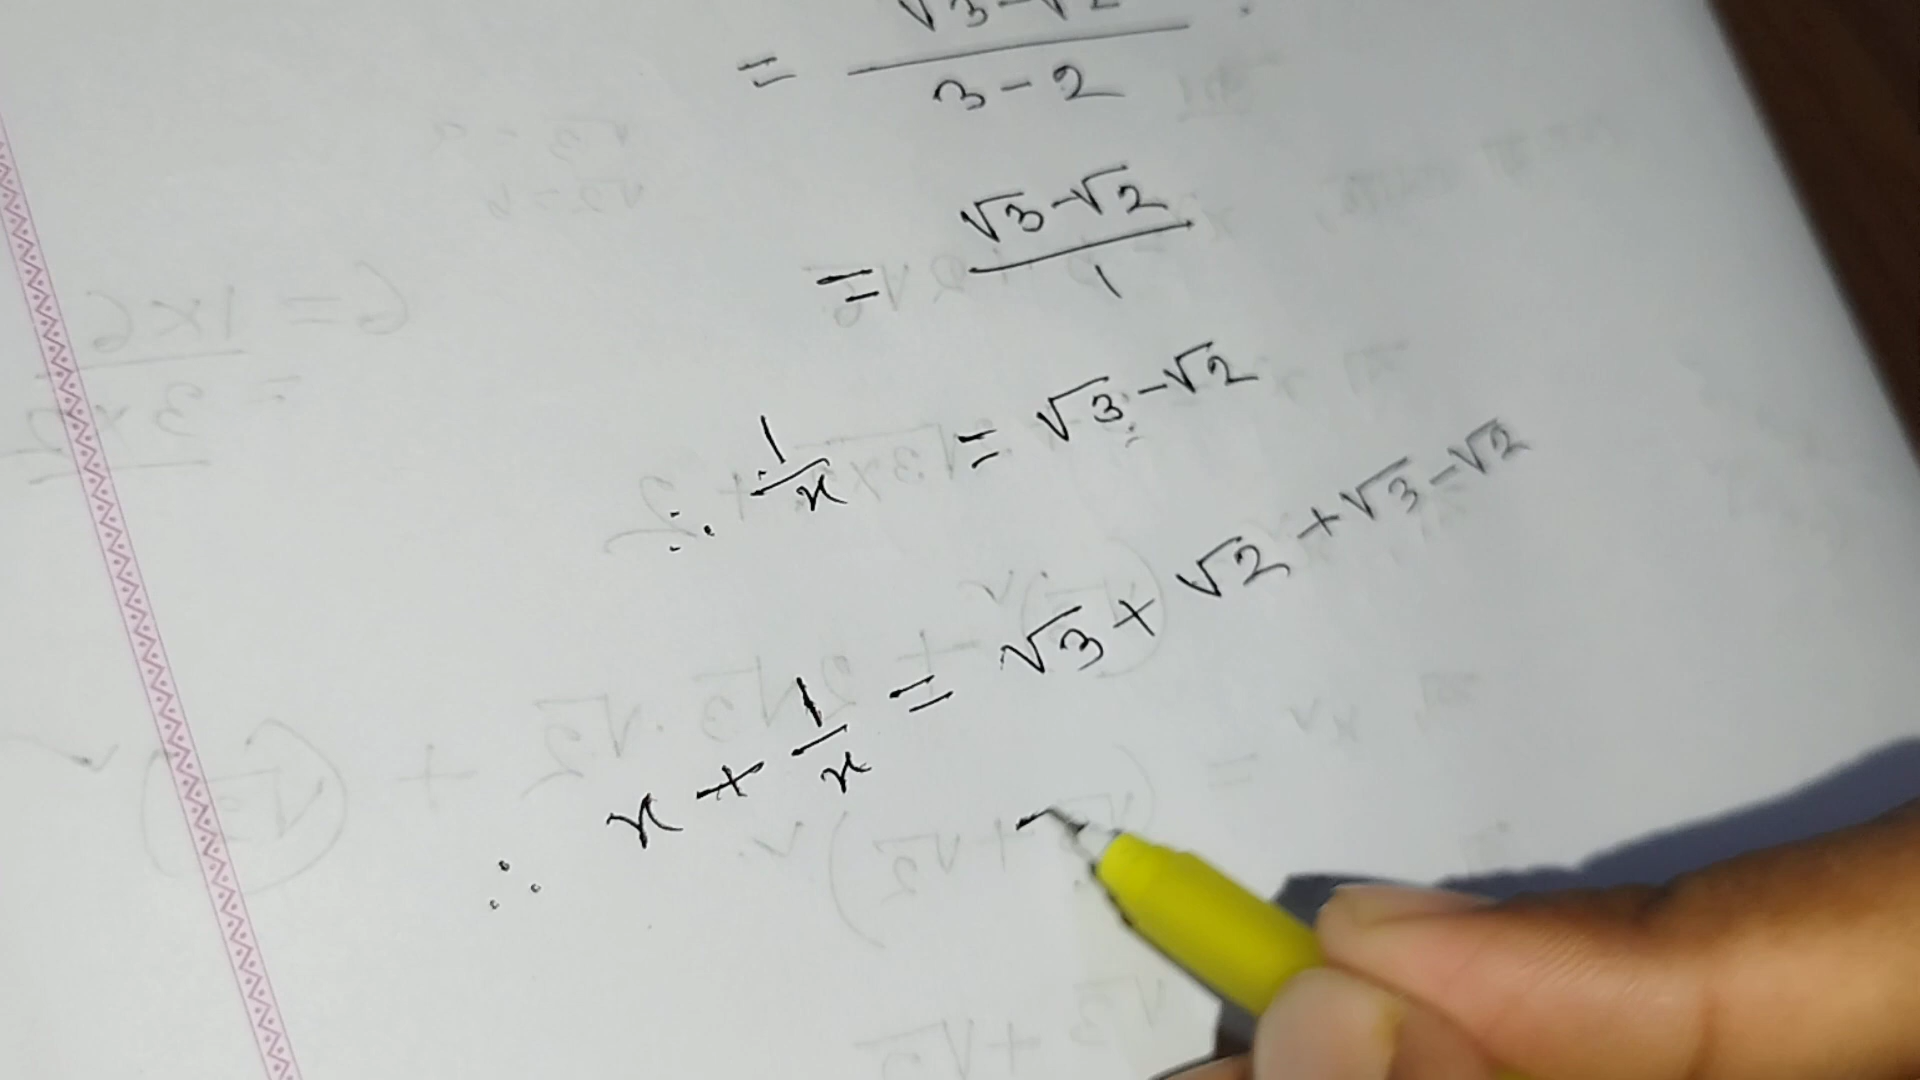 = √3-√2 / 3-2
= √3-√2 / 1
∴ 1/x = √3-√2
∴ x + 1/x = √3 + √2 + √3 - √2